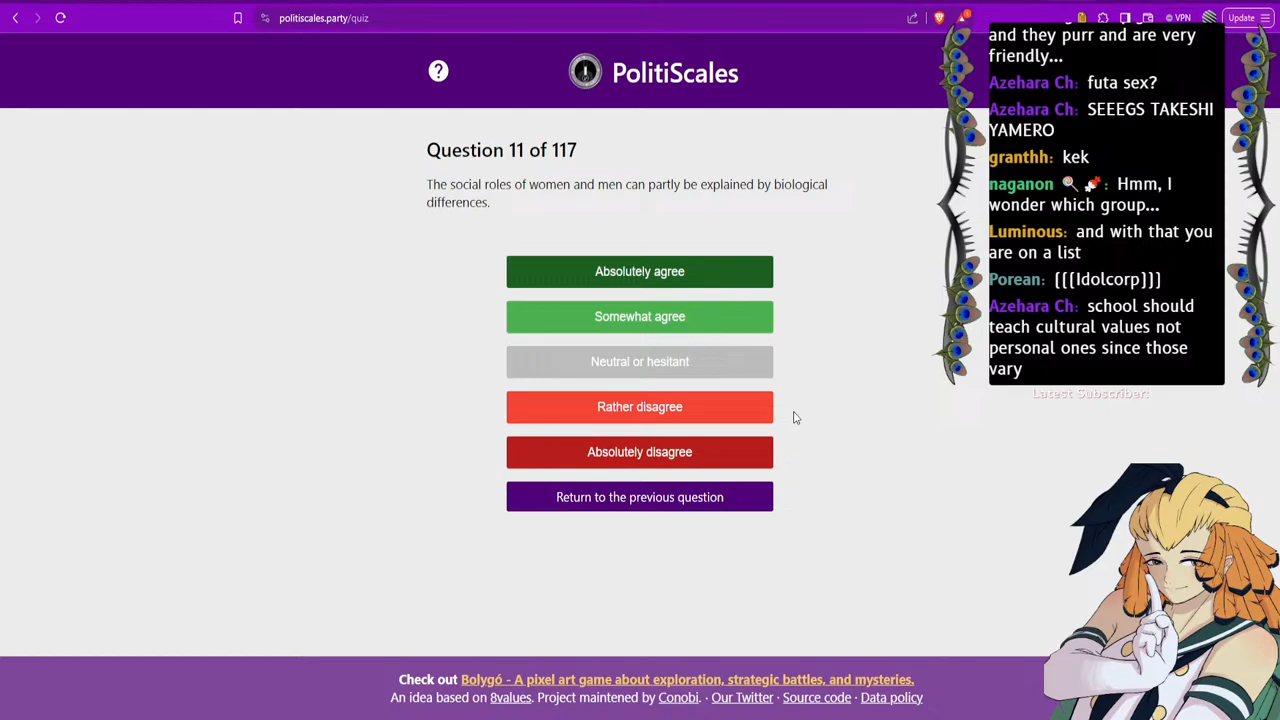 politiscales.party/quiz
VPN
Update
PolitiScales
Question 11 of 117
The social roles of women and men can partly be explained by biological
differences.
Absolutely agree
Somewhat agree
Neutral or hesitant
Rather disagree
Absolutely disagree
Return to the previous question
Check out Bolygó - A pixel art game about exploration, strategic battles, and mysteries.
An idea based on 8values. Project maintained by Conobi. · Our Twitter · Source code · Data policy
and they purr and are very
friendly...
Azehara Ch: futa sex?
Azehara Ch: SEEEGS TAKESHI
YAMERO
granthh: kek
naganon : Hmm, I
wonder which group...
Luminous: and with that you
are on a list
Porean: (((Idolcorp)))
Azehara Ch: school should
teach cultural values not
personal ones since those
vary
Latest Subscriber: